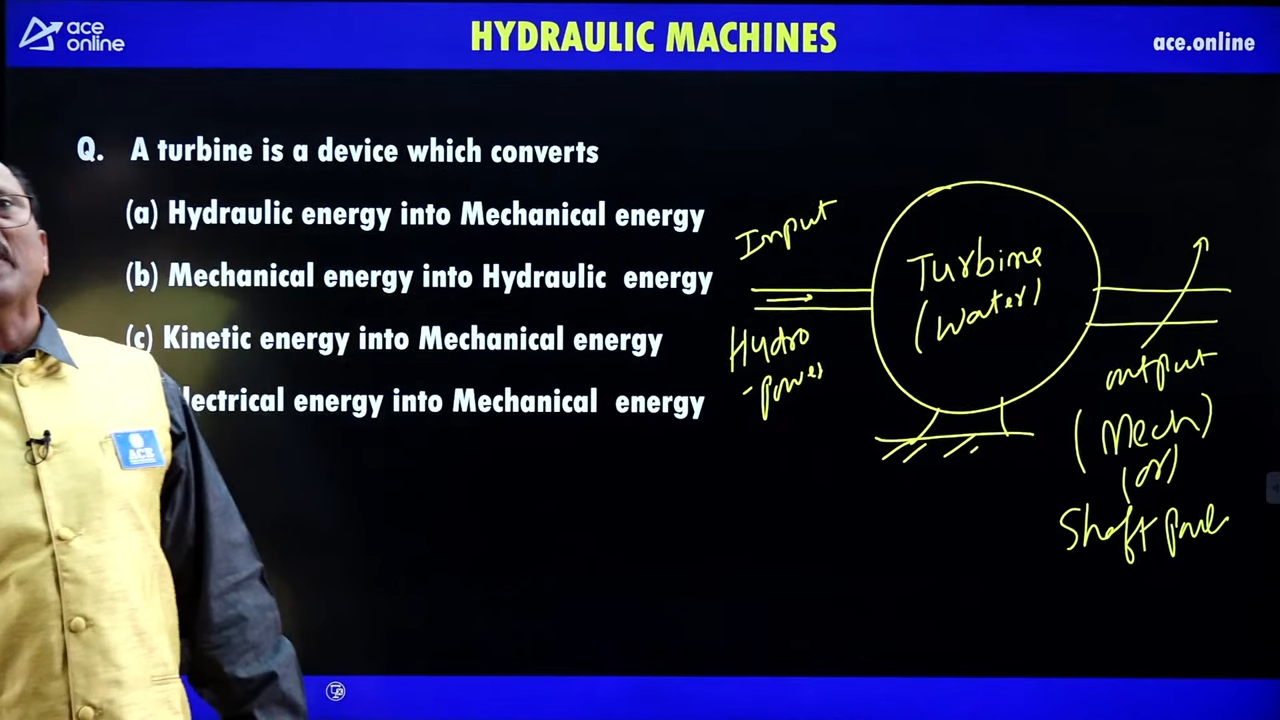 ace
online
HYDRAULIC MACHINES
ace.online
Q. A turbine is a device which converts
(a) Hydraulic energy into Mechanical energy
(b) Mechanical energy into Hydraulic energy
(c) Kinetic energy into Mechanical energy
lectrical energy into Mechanical energy
Input
Hydro
-power
Turbine
(water)
output
(Mech)
(or)
Shaft
ACE